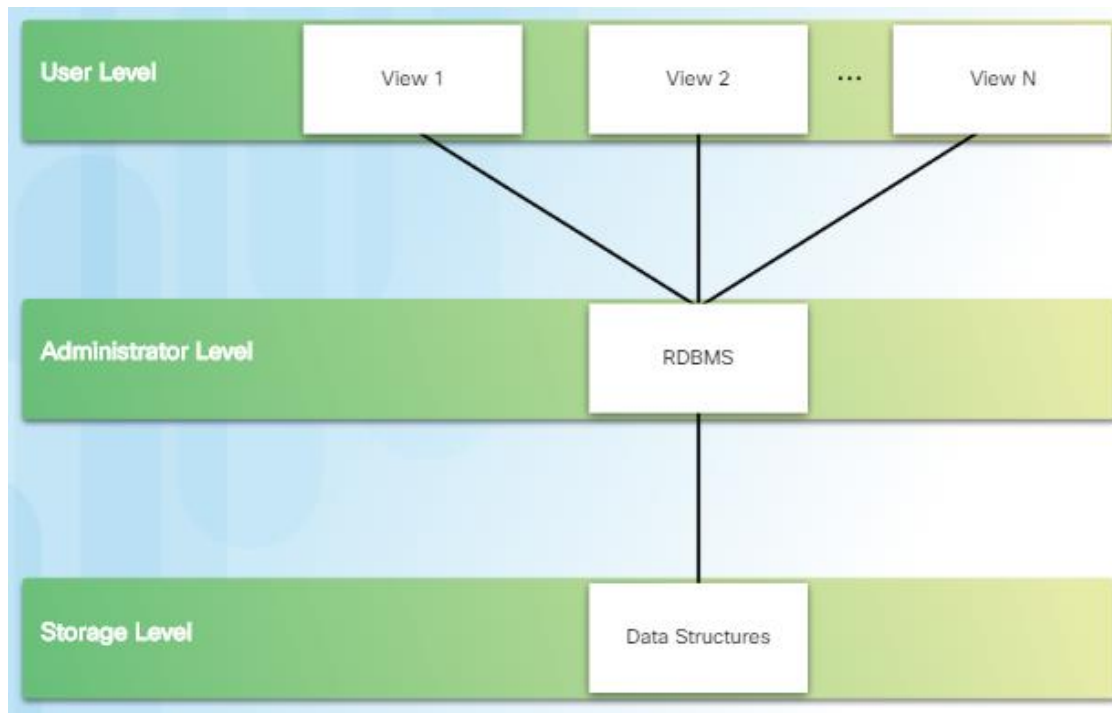 User Level
View 1
View 2
...
View N
Administrator Level
RDBMS
Storage Level
Data Structures